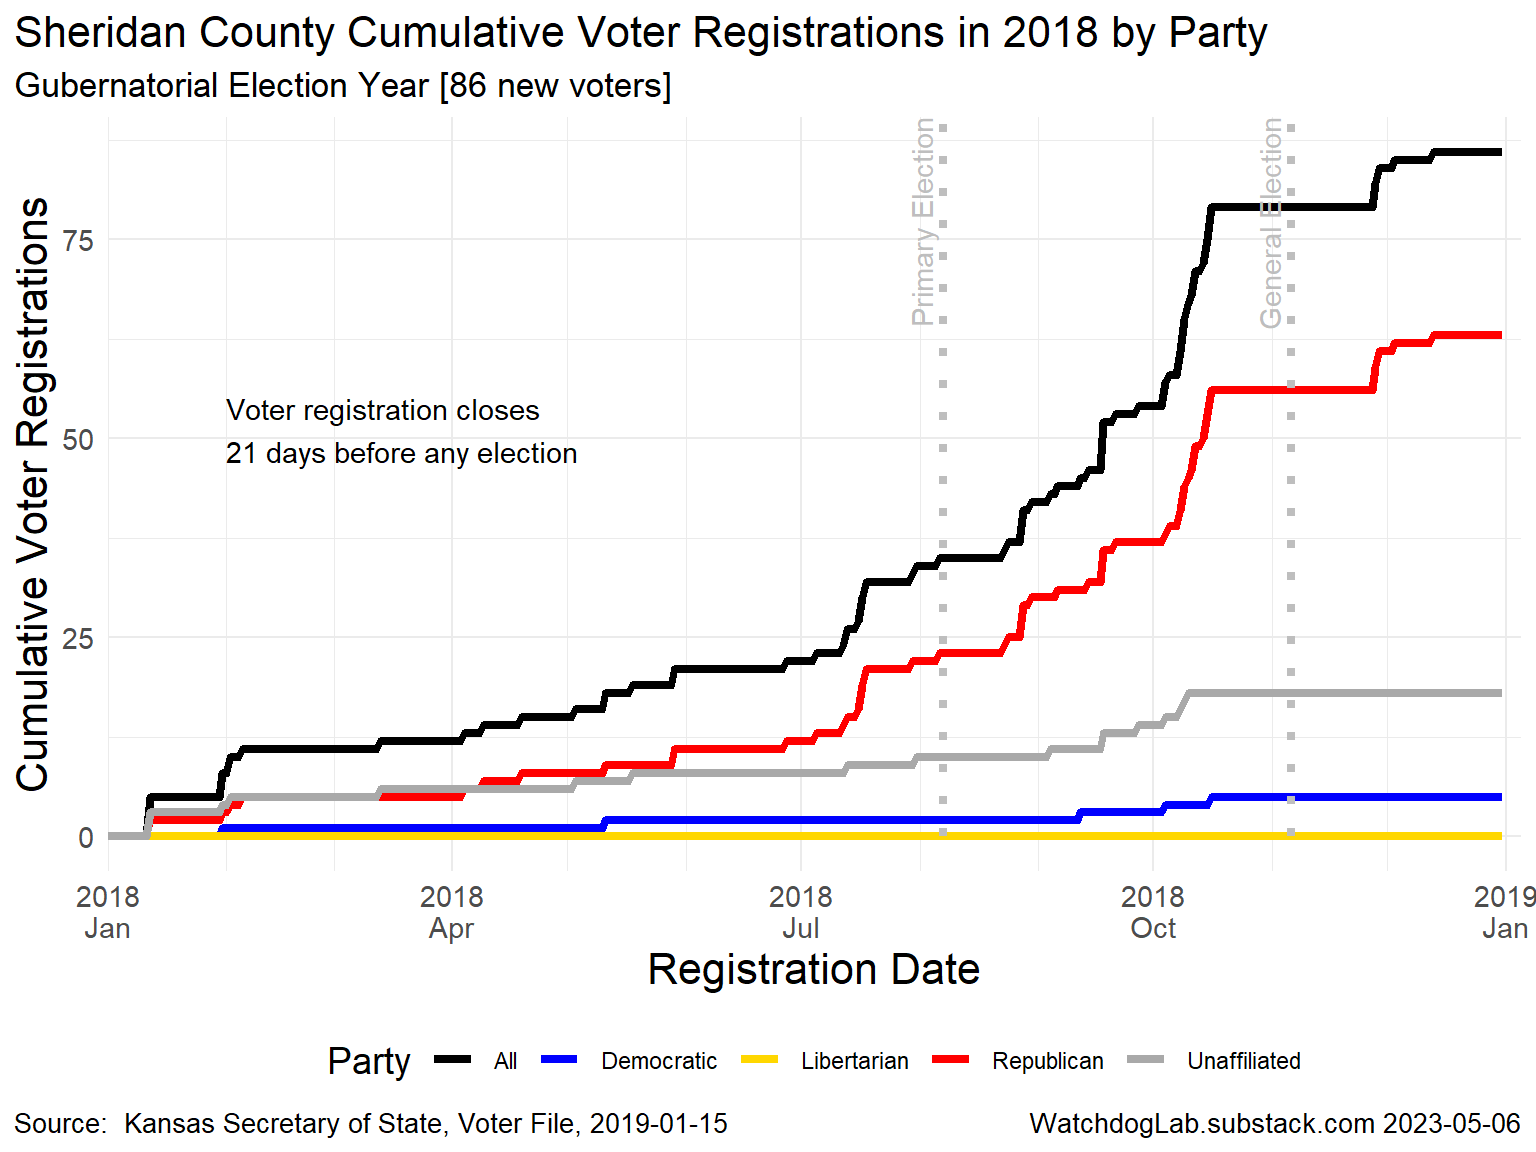 Sheridan County Cumulative Voter Registrations in 2018 by Party
Gubernatorial Election Year [86 new voters]
Cumulative Voter Registrations
75
50
25
0
Primary Election
General Election
Voter registration closes
21 days before any election
2018
Jan
2018
Apr
2018
Jul
2018
Oct
2019
Jan
Registration Date
Party
All
Democratic
Libertarian
Republican
Unaffiliated
Source:  Kansas Secretary of State, Voter File, 2019-01-15
WatchdogLab.substack.com 2023-05-06